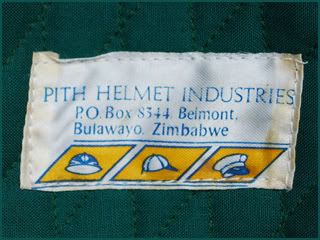 PITH HELMET INDUSTRIES
P.O. Box 8344 Belmont,
Bulawayo. Zimbabwe